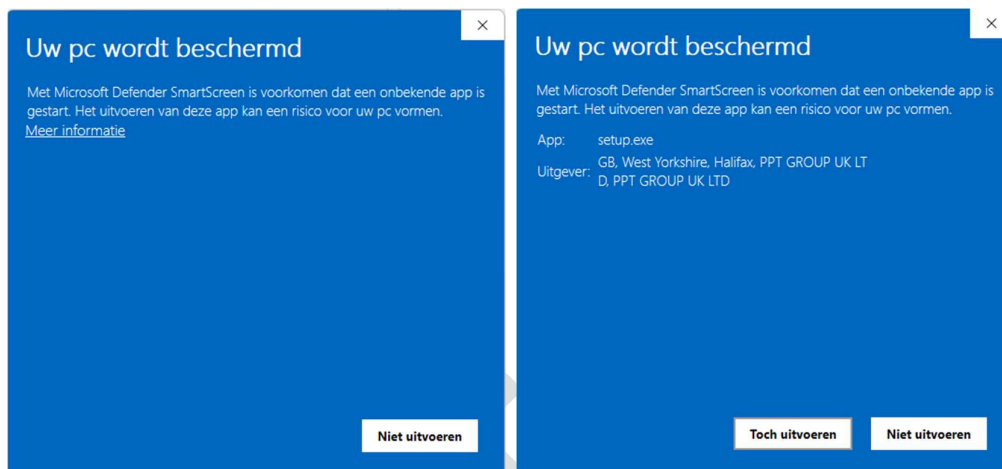 Uw pc wordt beschermd
Met Microsoft Defender SmartScreen is voorkomen dat een onbekende app is
gestart. Het uitvoeren van deze app kan een risico voor uw pc vormen.
Meer informatie
Niet uitvoeren
Uw pc wordt beschermd
Met Microsoft Defender SmartScreen is voorkomen dat een onbekende app is
gestart. Het uitvoeren van deze app kan een risico voor uw pc vormen.
App: setup.exe
Uitgever: GB, West Yorkshire, Halifax, PPT GROUP UK LT
D, PPT GROUP UK LTD
Toch uitvoeren Niet uitvoeren